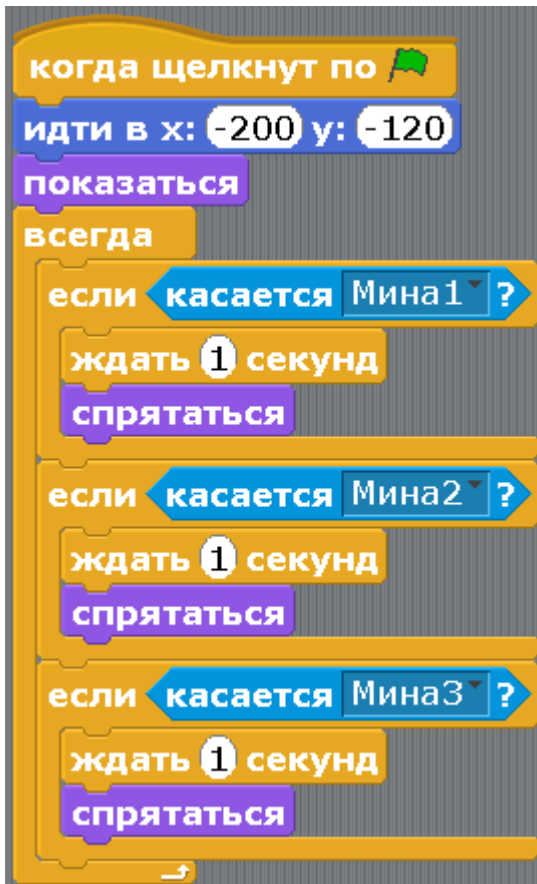 когда щелкнут по
идти в x: -200 y: -120
показаться
всегда
если касается Мина1 ?
ждать 1 секунд
спрятаться
если касается Мина2 ?
ждать 1 секунд
спрятаться
если касается Мина3 ?
ждать 1 секунд
спрятаться